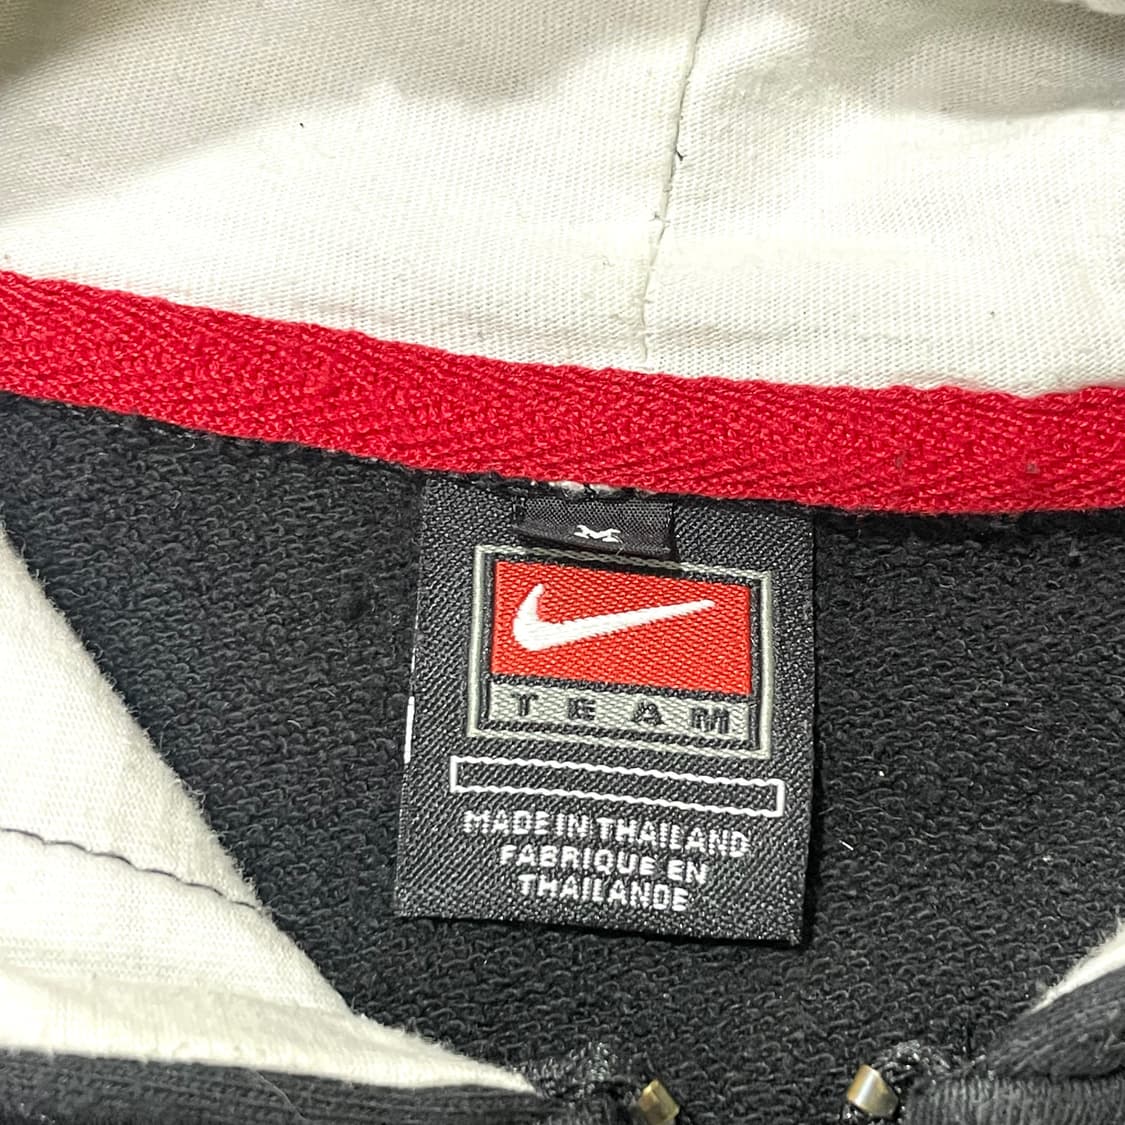 M
TEAM
MADE IN THAILAND
FABRIQUE EN
THAILANDE